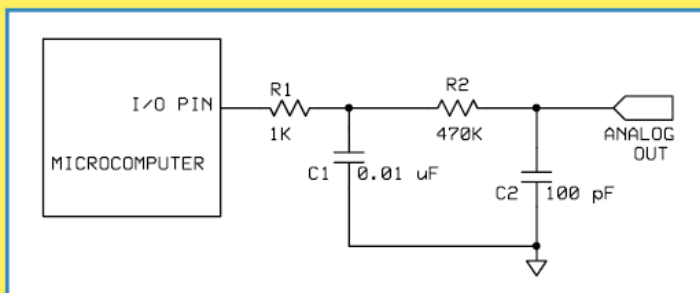 I/O PIN
MICROCOMPUTER
R1
1K
C1
0.01 uF
R2
470K
C2
100 pF
ANALOG
OUT